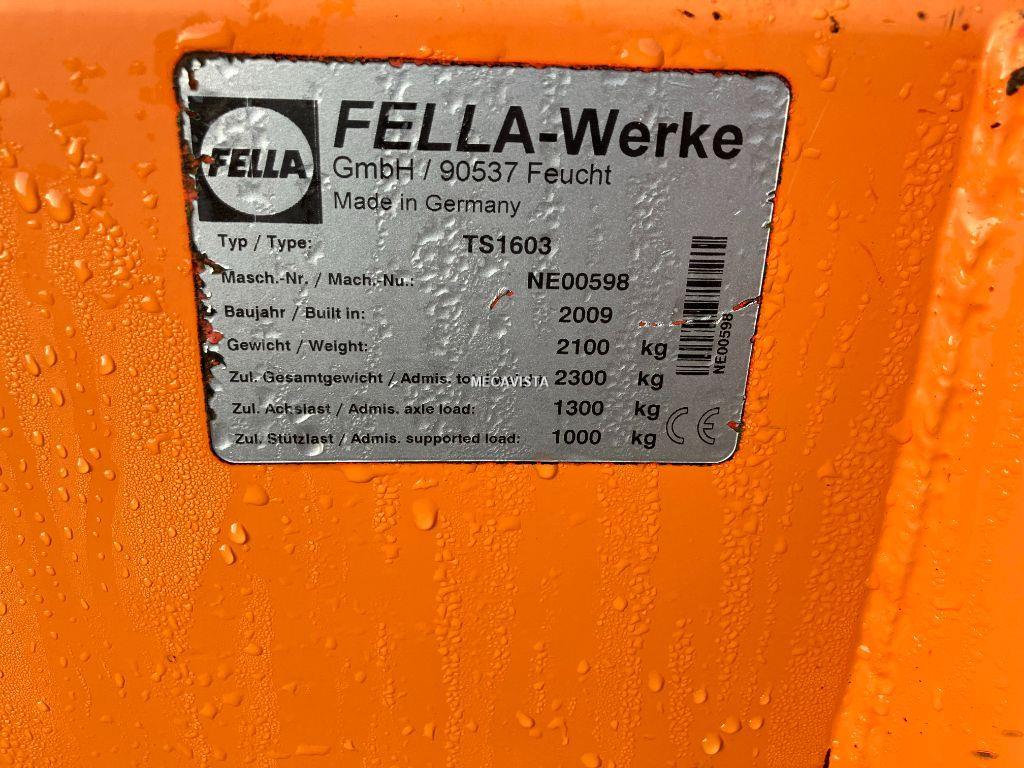 FELLA
FELLA-Werke
GmbH / 90537 Feucht
Made in Germany
Typ / Type: TS1603
Masch.-Nr. / Mach.-Nu.: NE00598
Baujahr / Built in: 2009
Gewicht / Weight: 2100 kg
Zul. Gesamtgewicht / Admis. 2300 kg
Zul. Achslast / Admis. axle load: 1300 kg
Zul. Stützlast / Admis. supported load: 1000 kg
CE
NE00598
MECAVISTA